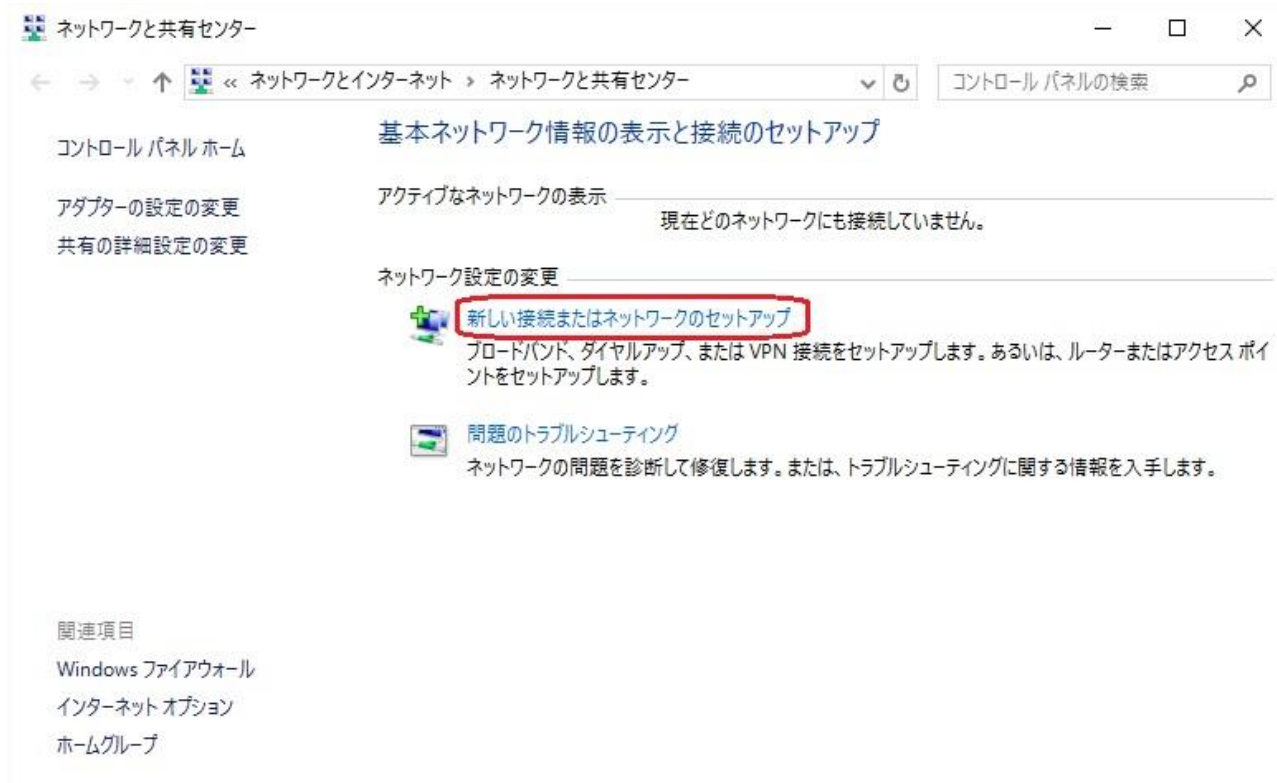 ネットワークと共有センター
« ネットワークとインターネット › ネットワークと共有センター
コントロール パネルの検索
コントロール パネル ホーム
アダプターの設定の変更
共有の詳細設定の変更
基本ネットワーク情報の表示と接続のセットアップ
アクティブなネットワークの表示
現在どのネットワークにも接続していません。
ネットワーク設定の変更
新しい接続またはネットワークのセットアップ
ブロードバンド、ダイヤルアップ、または VPN 接続をセットアップします。あるいは、ルーターまたはアクセス ポイ
ントをセットアップします。
問題のトラブルシューティング
ネットワークの問題を診断して修復します。または、トラブルシューティングに関する情報を入手します。
関連項目
Windows ファイアウォール
インターネット オプション
ホームグループ